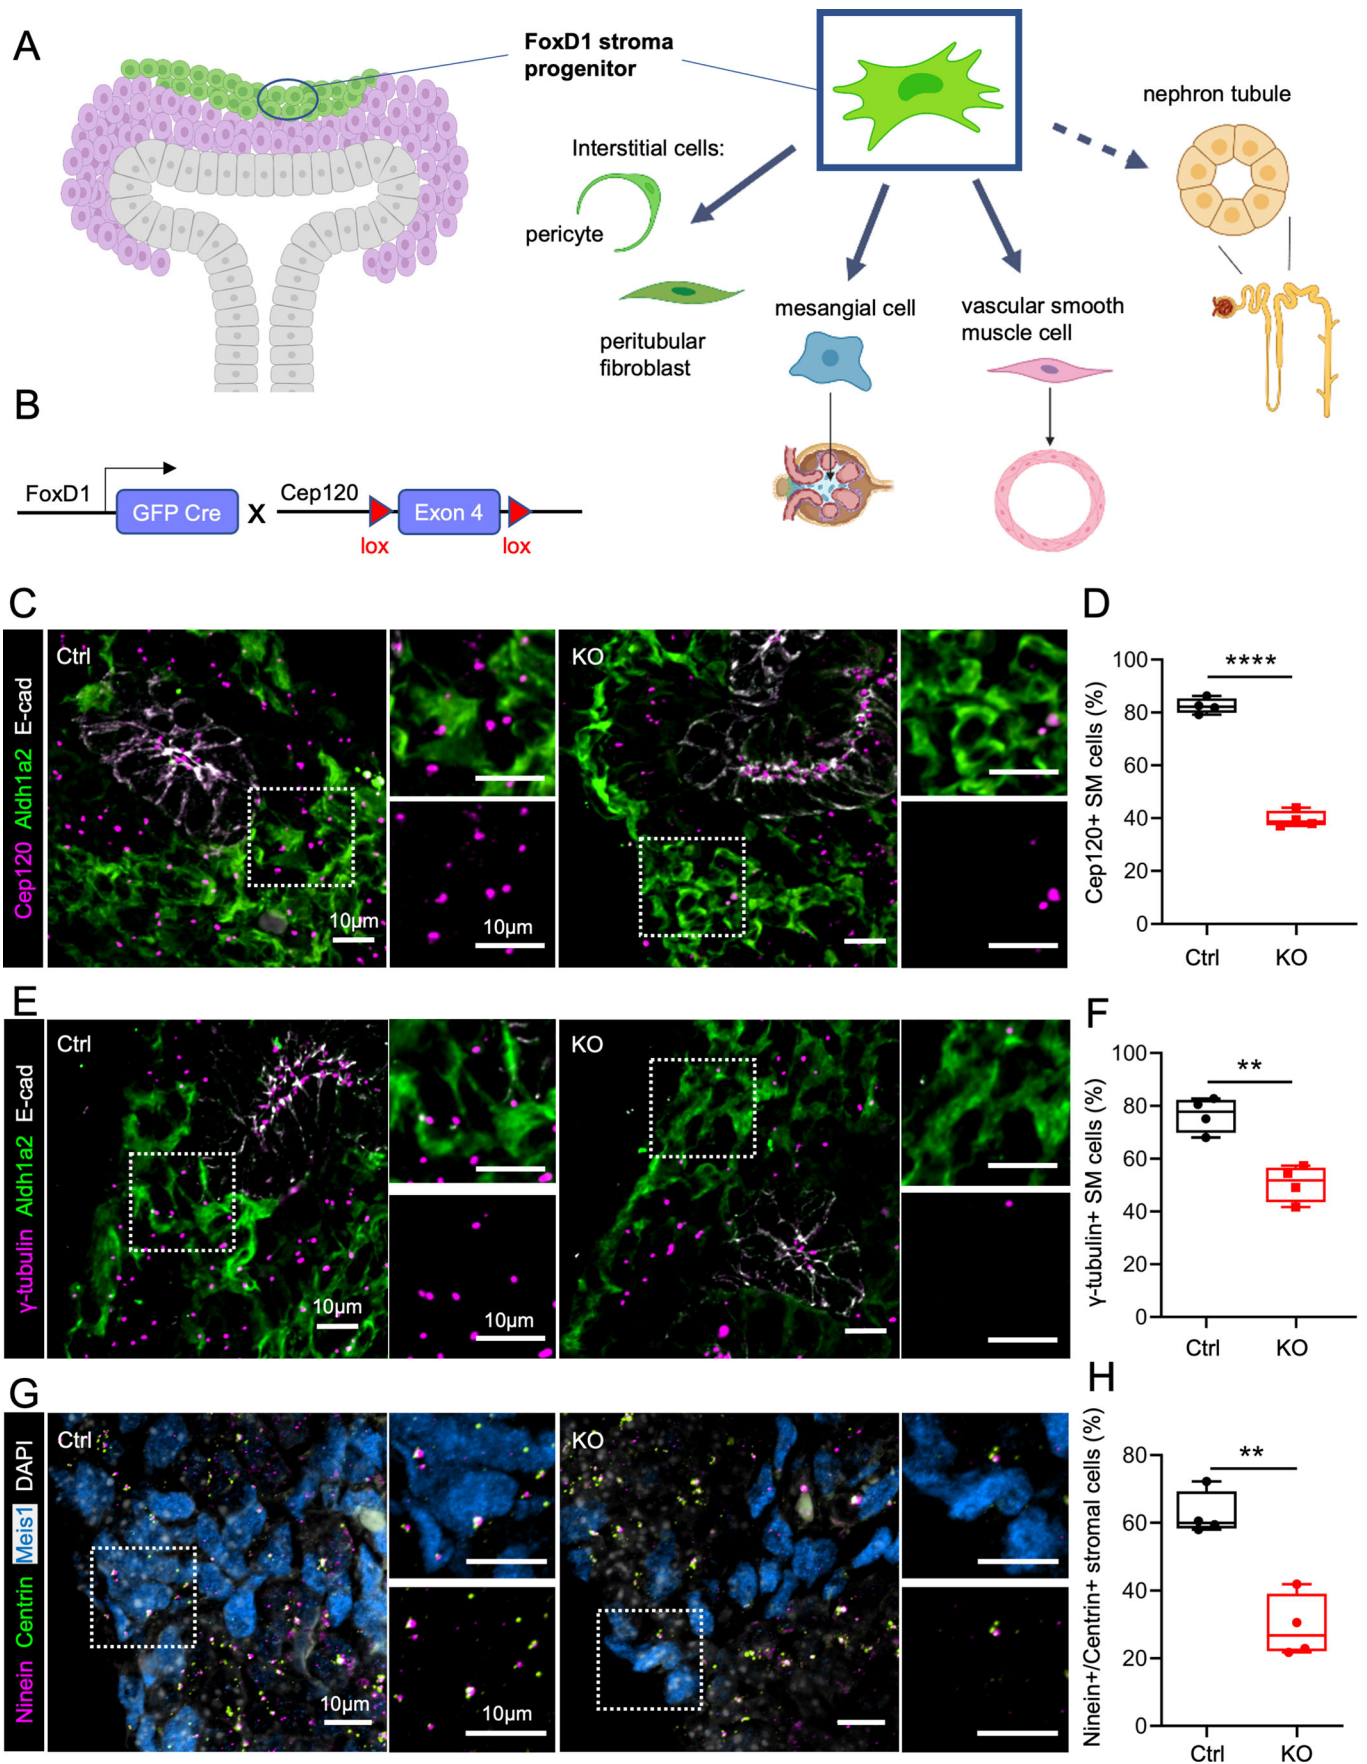 A
FoxD1 stroma
progenitor
nephron tubule
Interstitial cells:
pericyte
peritubular
fibroblast
mesangial cell
vascular smooth
muscle cell
B
FoxD1
GFP Cre
X
Cep120
Exon 4
lox
lox
C
Cep120 Aldh1a2 E-cad
Ctrl
10μm
10μm
KO
D
Cep120+ SM cells (%)
100
80
60
40
20
0
****
Ctrl
KO
E
γ-tubulin Aldh1a2 E-cad
Ctrl
10μm
10μm
KO
F
γ-tubulin+ SM cells (%)
100
80
60
40
20
0
**
Ctrl
KO
G
Ninein Centrin Meis1 DAPI
Ctrl
10μm
10μm
KO
H
Ninein+/Centrin+ stromal cells (%)
80
60
40
20
0
**
Ctrl
KO